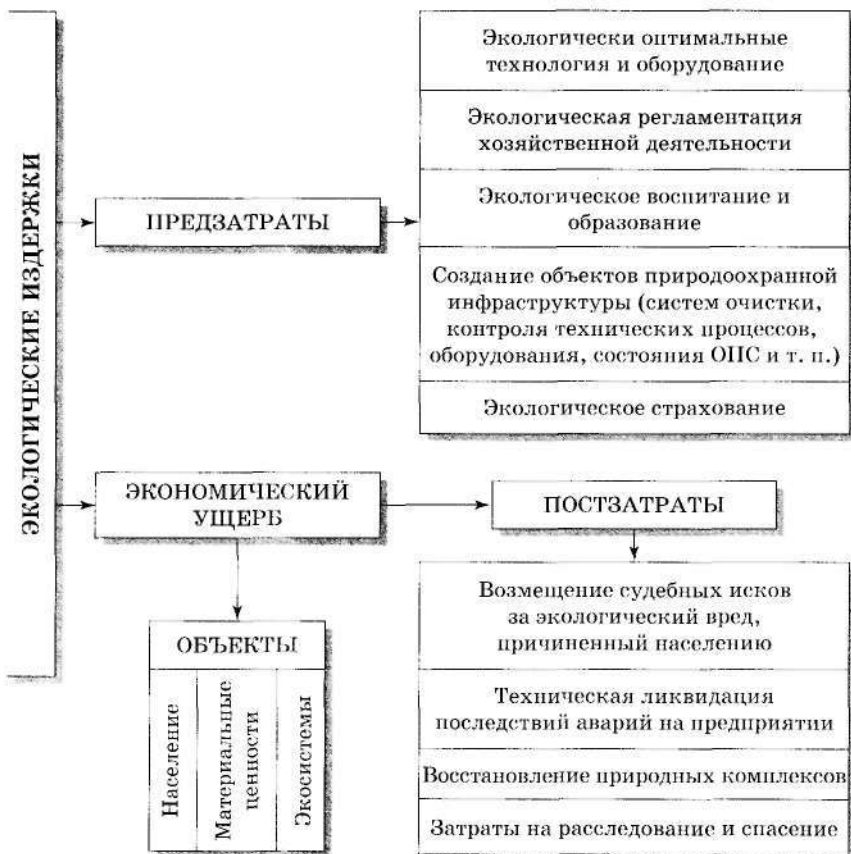 ЭКОЛОГИЧЕСКИЕ ИЗДЕРЖКИ
ПРЕДЗАТРАТЫ
Экологически оптимальные
технология и оборудование
Экологическая регламентация
хозяйственной деятельности
Экологическое воспитание и
образование
Создание объектов природоохранной
инфраструктуры (систем очистки,
контроля технических процессов,
оборудования, состояния ОПС и т. п.)
Экологическое страхование
ЭКОНОМИЧЕСКИЙ
УЩЕРБ
ОБЪЕКТЫ
Население
Материальные
ценности
Экосистемы
ПОСТЗАТРАТЫ
Возмещение судебных исков
за экологический вред,
причиненный населению
Техническая ликвидация
последствий аварий на предприятии
Восстановление природных комплексов
Затраты на расследование и спасение